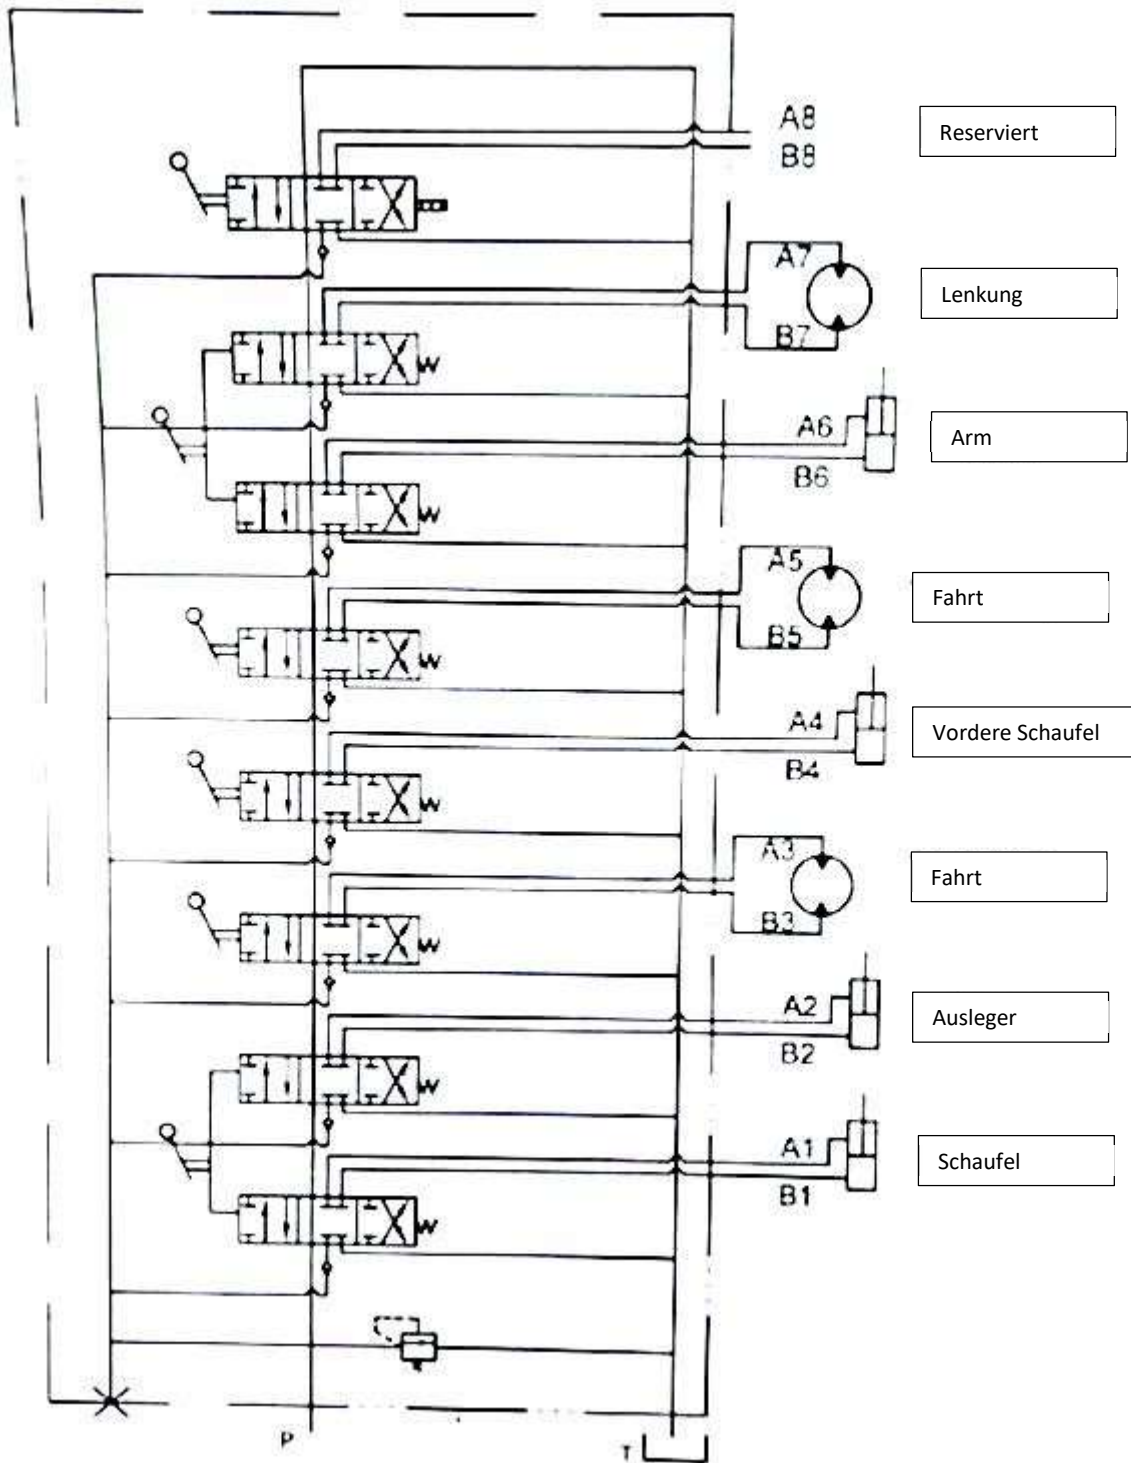 A8
B8
Reserviert
A7
B7
Lenkung
A6
B6
Arm
A5
B5
Fahrt
A4
B4
Vordere Schaufel
A3
B3
Fahrt
A2
B2
Ausleger
A1
B1
Schaufel
P
T